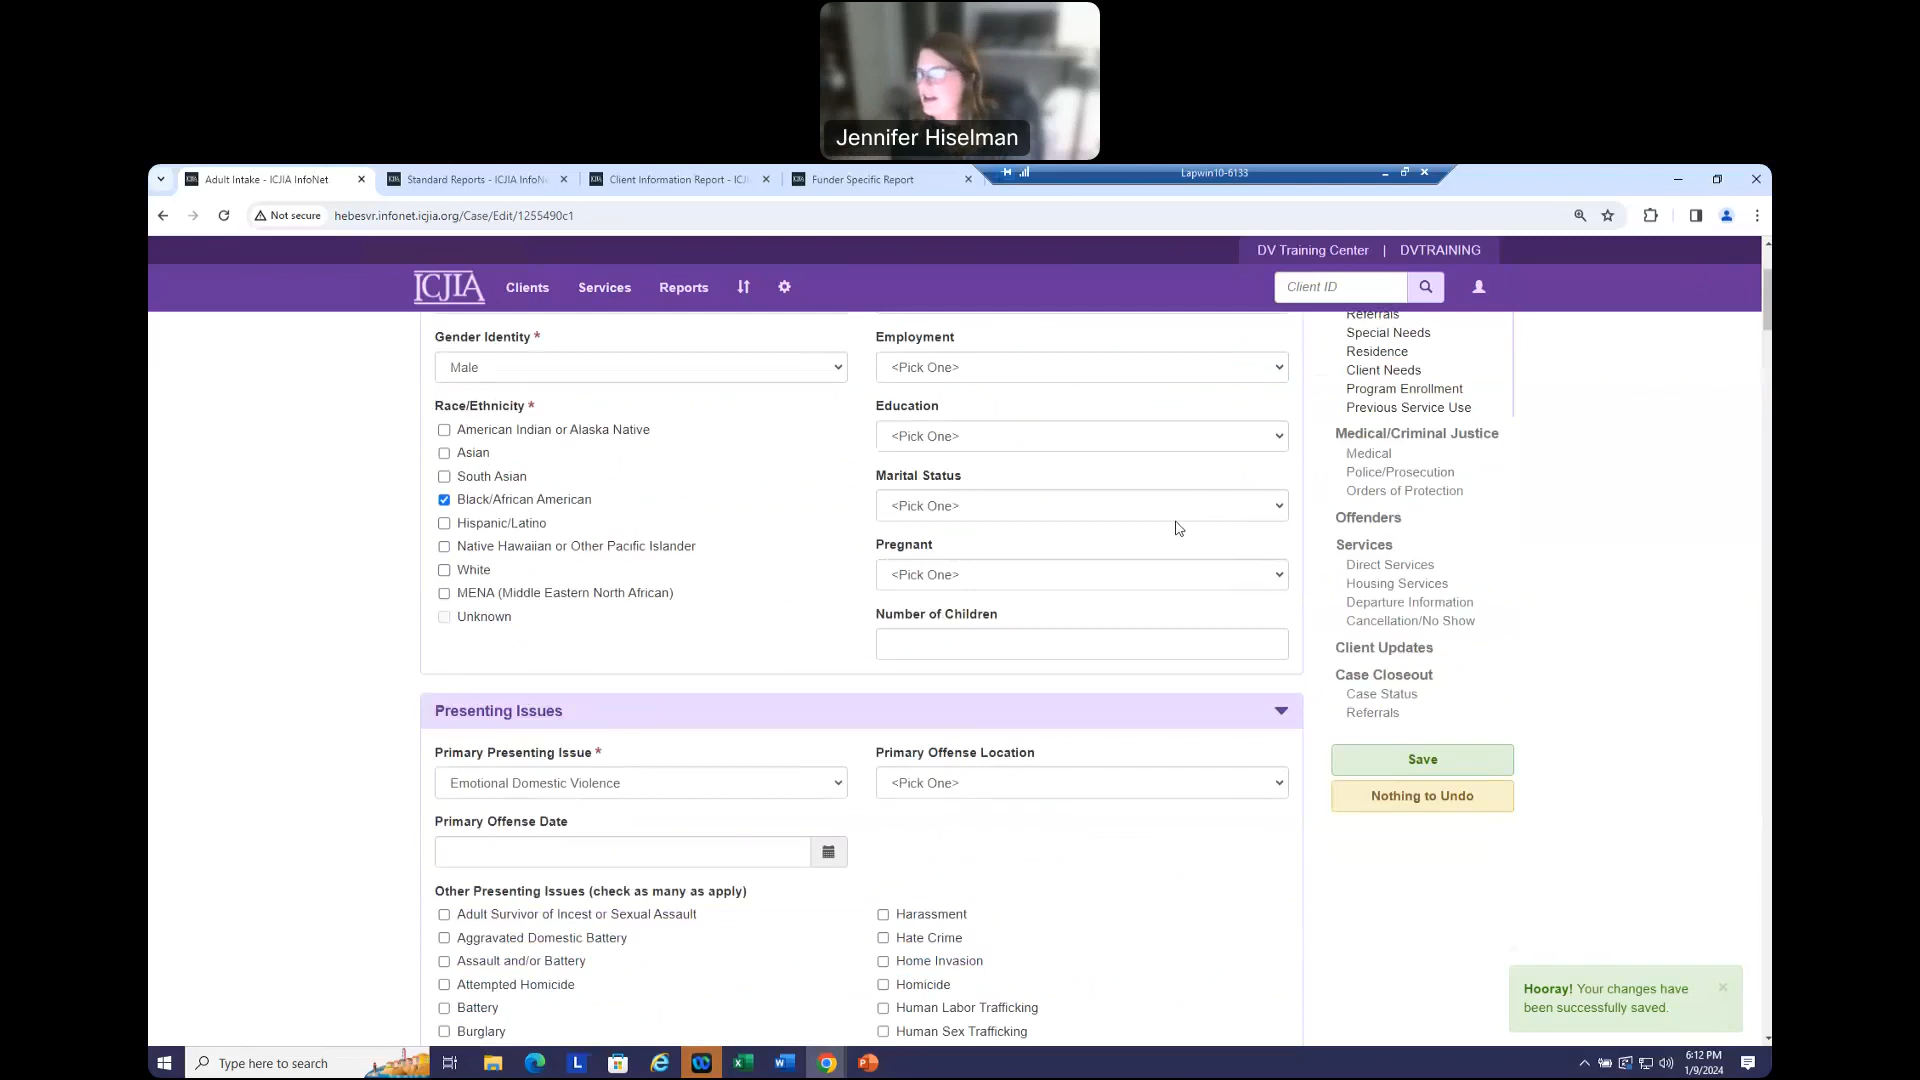 Jennifer Hiselman
Adult Intake - ICJIA InfoNet
Standard Reports - ICJIA InfoN
Client Information Report - ICJI
Funder Specific Report
Lapwin10-6133
Not secure
hebesvr.infonet.icjia.org/Case/Edit/1255490c1
DV Training Center | DVTRAINING
ICJIA
Clients
Services
Reports
Client ID
Gender Identity *
Male
Race/Ethnicity *
American Indian or Alaska Native
Asian
South Asian
Black/African American
Hispanic/Latino
Native Hawaiian or Other Pacific Islander
White
MENA (Middle Eastern North African)
Unknown
Employment
<Pick One>
Education
<Pick One>
Marital Status
<Pick One>
Pregnant
<Pick One>
Number of Children
Presenting Issues
Primary Presenting Issue *
Emotional Domestic Violence
Primary Offense Location
<Pick One>
Primary Offense Date
Other Presenting Issues (check as many as apply)
Adult Survivor of Incest or Sexual Assault
Aggravated Domestic Battery
Assault and/or Battery
Attempted Homicide
Battery
Burglary
Harassment
Hate Crime
Home Invasion
Homicide
Human Labor Trafficking
Human Sex Trafficking
Referrals
Special Needs
Residence
Client Needs
Program Enrollment
Previous Service Use
Medical/Criminal Justice
Medical
Police/Prosecution
Orders of Protection
Offenders
Services
Direct Services
Housing Services
Departure Information
Cancellation/No Show
Client Updates
Case Closeout
Case Status
Referrals
Save
Nothing to Undo
Hooray! Your changes have
been successfully saved.
Type here to search
6:12 PM
1/9/2024